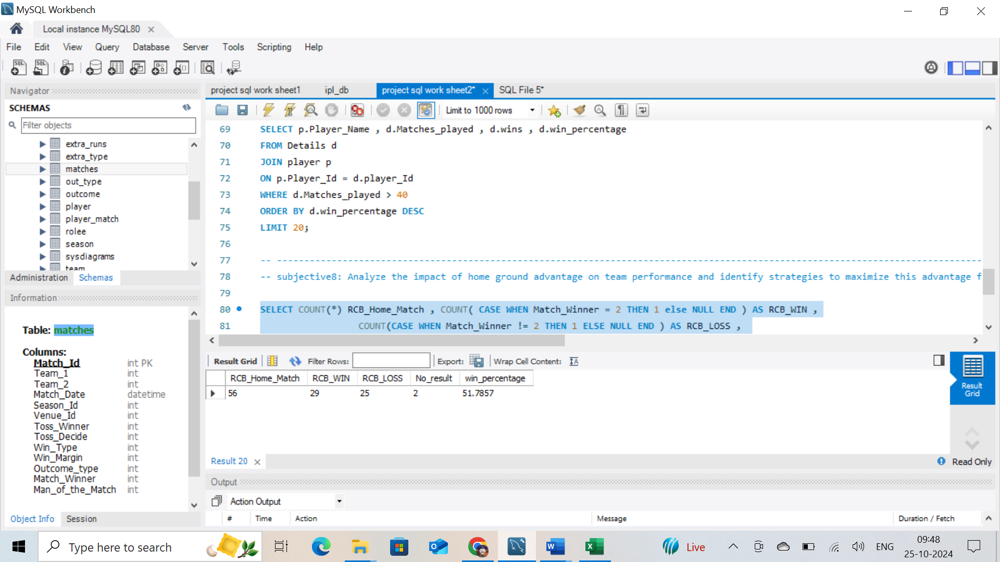 MySQL Workbench
Local instance MySQL80
File Edit View Query Database Server Tools Scripting Help
Navigator
SCHEMAS
Filter objects
extra_runs
extra_type
matches
out_type
outcome
player
player_match
rolee
season
sysdiagrams
team
Administration Schemas
Information
Table: matches
Columns:
Match_Id int PK
Team_1 int
Team_2 int
Match_Date datetime
Season_Id int
Venue_Id int
Toss_Winner int
Toss_Decide int
Win_Type int
Win_Margin int
Outcome_type int
Match_Winner int
Man_of_the_Match int
Object Info Session
project sql work sheet1 ipl_db project sql work sheet2* SQL File 5*
Limit to 1000 rows
69 SELECT p.Player_Name , d.Matches_played , d.wins , d.win_percentage
70 FROM Details d
71 JOIN player p
72 ON p.Player_Id = d.player_Id
73 WHERE d.Matches_played > 40
74 ORDER BY d.win_percentage DESC
75 LIMIT 20;
76
77 -- ----------------------------------------------------------------------------------------------------------------------------------
78 -- subjective8: Analyze the impact of home ground advantage on team performance and identify strategies to maximize this advantage f
79
80 SELECT COUNT(*) RCB_Home_Match , COUNT( CASE WHEN Match_Winner = 2 THEN 1 else NULL END ) AS RCB_WIN ,
81 COUNT(CASE WHEN Match_Winner != 2 THEN 1 ELSE NULL END ) AS RCB_LOSS ,
Result Grid Filter Rows: Export: Wrap Cell Content:
RCB_Home_Match RCB_WIN RCB_LOSS No_result win_percentage
56 29 25 2 51.7857
Result Grid
Result 20
Read Only
Output
Action Output
# Time Action Message Duration / Fetch
Type here to search
Live
ENG
09:48
25-10-2024